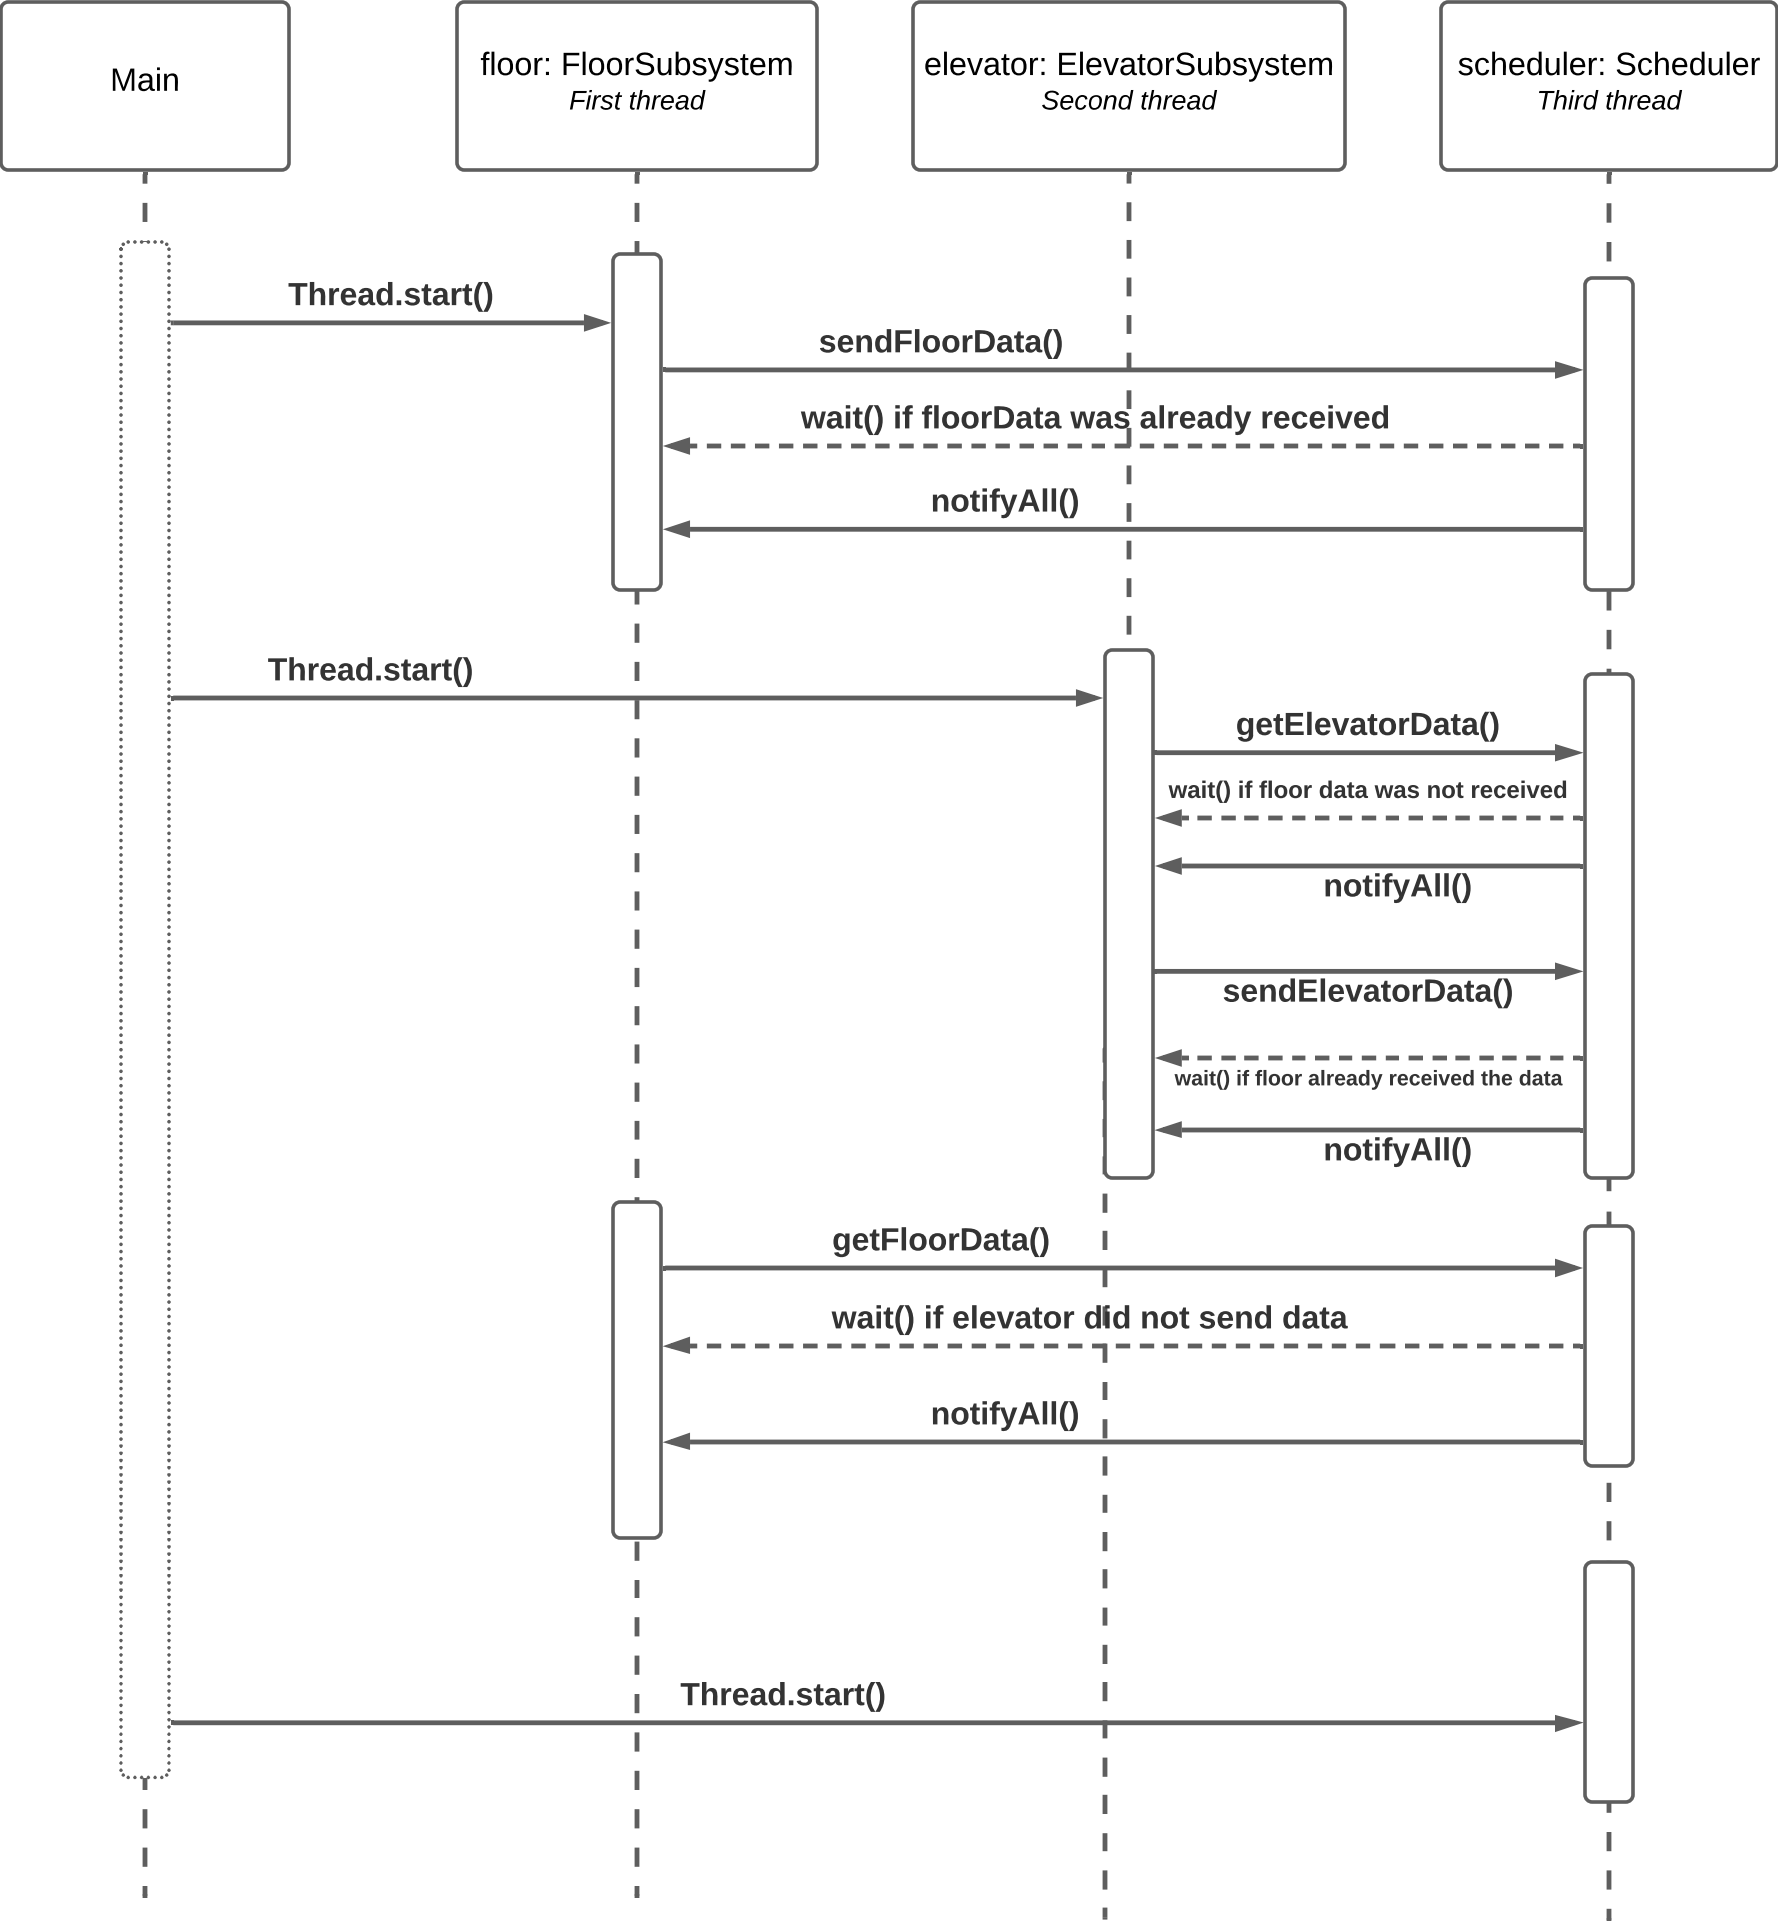 Main
floor: FloorSubsystem
First thread
elevator: ElevatorSubsystem
Second thread
scheduler: Scheduler
Third thread
Thread.start()
sendFloorData()
wait() if floorData was already received
notifyAll()
Thread.start()
getElevatorData()
wait() if floor data was not received
notifyAll()
sendElevatorData()
wait() if floor already received the data
notifyAll()
getFloorData()
wait() if elevator did not send data
notifyAll()
Thread.start()